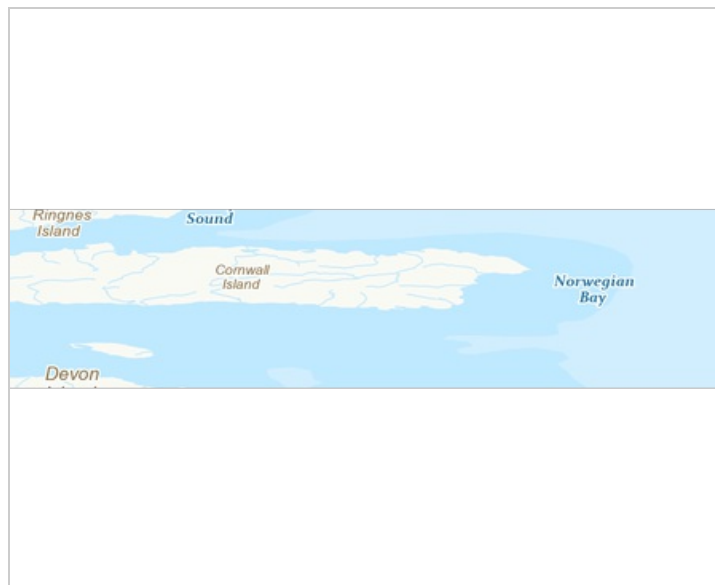 Ringnes
Island
Sound
Cornwall
Island
Norwegian
Bay
Devon